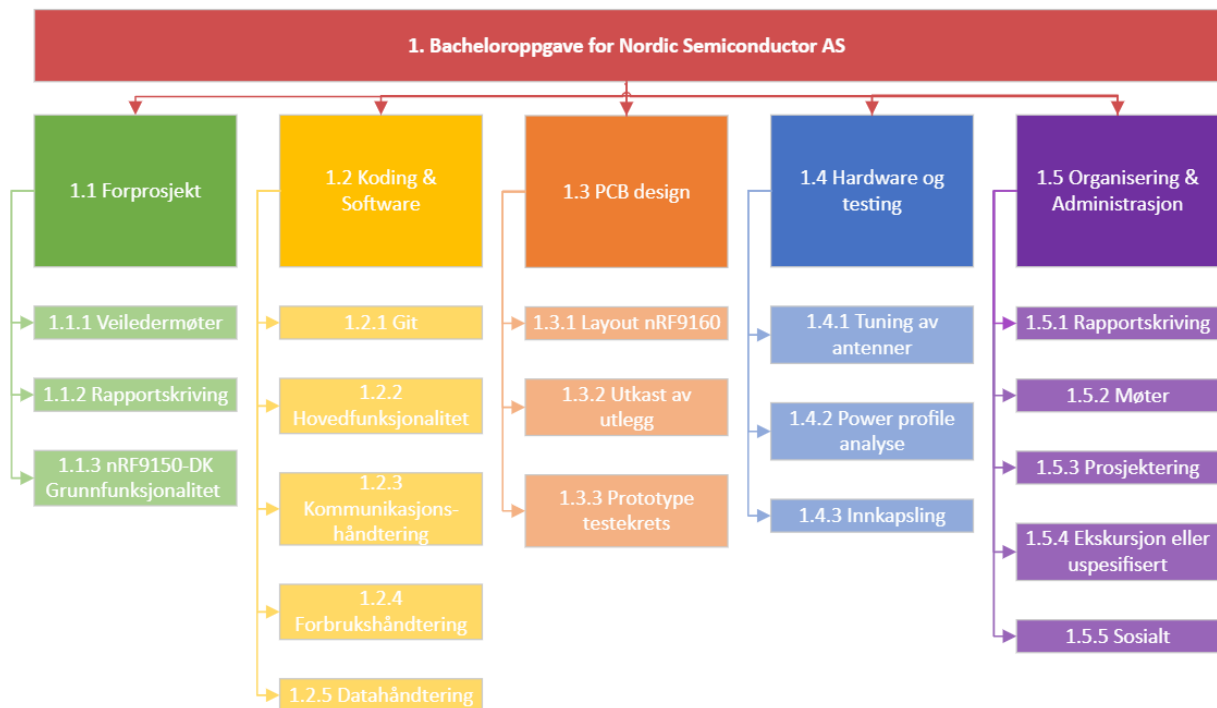 1. Bacheloroppgave for Nordic Semiconductor AS
1.1 Forprosjekt
1.1.1 Veiledermøter
1.1.2 Rapportskriving
1.1.3 nRF9150-DK
Grunnfunksjonalitet
1.2 Koding &
Software
1.2.1 Git
1.2.2
Hovedfunksjonalitet
1.2.3
Kommunikasjons-
håndtering
1.2.4
Forbrukshåndtering
1.2.5 Datahåndtering
1.3 PCB design
1.3.1 Layout nRF9160
1.3.2 Utkast av
utlegg
1.3.3 Prototype
testekrets
1.4 Hardware og
testing
1.4.1 Tuning av
antenner
1.4.2 Power profile
analyse
1.4.3 Innkapsling
1.5 Organisering &
Administrasjon
1.5.1 Rapportskriving
1.5.2 Møter
1.5.3 Prosjektering
1.5.4 Ekskursjon eller
uspesifisert
1.5.5 Sosialt